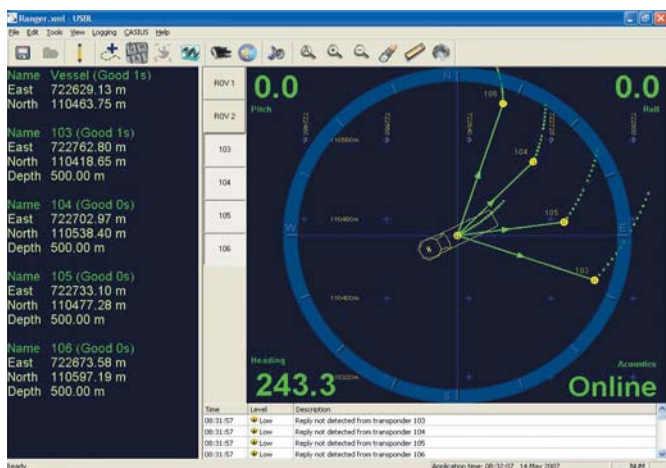 Ranger.xml - USBL
File Edit Tools View Logging CASIUS Help
Name Vessel (Good 1s)
East 722629.13 m
North 110463.75 m
Name 103 (Good 1s)
East 722762.80 m
North 110418.65 m
Depth 500.00 m
Name 104 (Good 0s)
East 722702.97 m
North 110538.40 m
Depth 500.00 m
Name 105 (Good 0s)
East 722733.10 m
North 110477.28 m
Depth 500.00 m
Name 106 (Good 0s)
East 722673.58 m
North 110597.19 m
Depth 500.00 m
ROV 1
ROV 2
103
104
105
106
0.0
Pitch
0.0
Roll
N
106
104
105
103
W
E
S
722640
722720
110480
110400
Heading
243.3
Acoustics
Online
Time Level Description
08:31:57 Low Reply not detected from transponder 103
08:31:57 Low Reply not detected from transponder 104
08:31:57 Low Reply not detected from transponder 105
08:31:57 Low Reply not detected from transponder 106
Ready
Application time: 08:32:07 14 May 2002
NUM